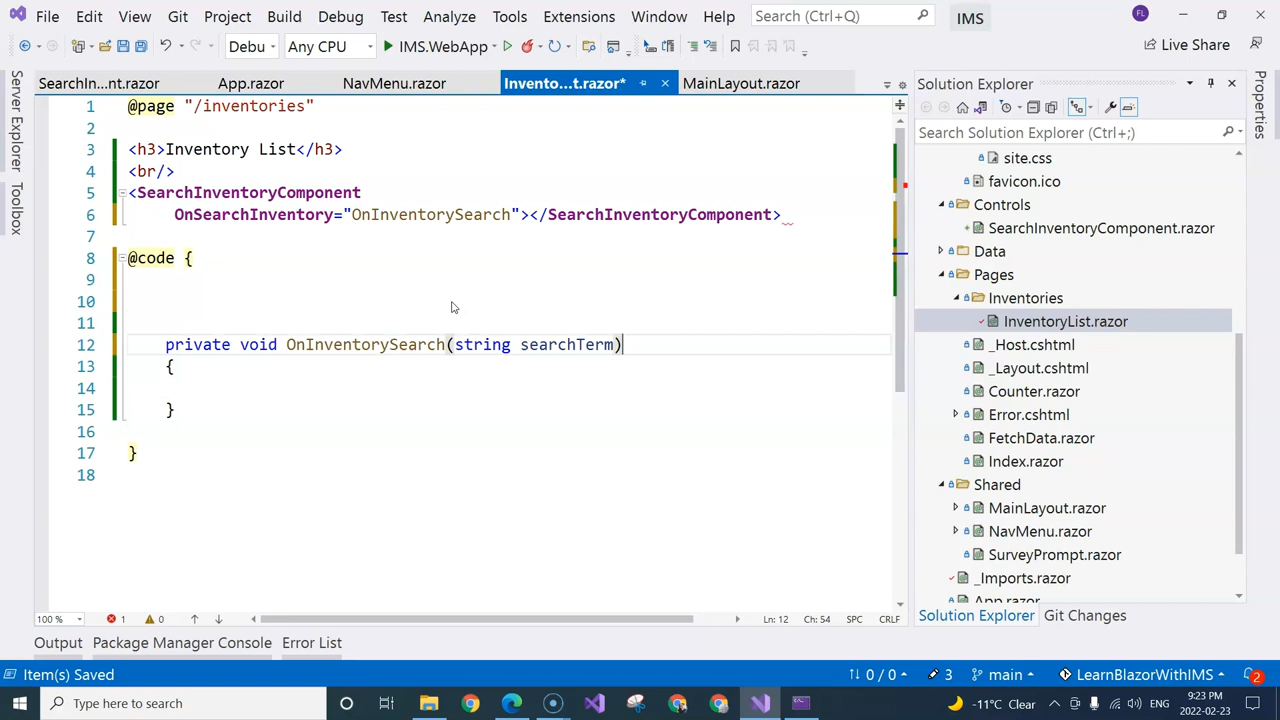 File Edit View Git Project Build Debug Test Analyze Tools Extensions Window Help Search (Ctrl+Q) IMS FL
Debu Any CPU IMS.WebApp Live Share
SearchIn...nt.razor App.razor NavMenu.razor Invento...t.razor* MainLayout.razor
Server Explorer
Toolbox
1 @page "/inventories"
2
3 <h3>Inventory List</h3>
4 <br/>
5 <SearchInventoryComponent
6 OnSearchInventory="OnInventorySearch"></SearchInventoryComponent>
7
8 @code {
9
10
11
12 private void OnInventorySearch(string searchTerm)
13 {
14
15 }
16
17 }
18
100 % 1 0 Ln: 12 Ch: 54 SPC CRLF
Solution Explorer
Search Solution Explorer (Ctrl+;)
site.css
favicon.ico
Controls
SearchInventoryComponent.razor
Data
Pages
Inventories
InventoryList.razor
_Host.cshtml
_Layout.cshtml
Counter.razor
Error.cshtml
FetchData.razor
Index.razor
Shared
MainLayout.razor
NavMenu.razor
SurveyPrompt.razor
_Imports.razor
App.razor
Solution Explorer Git Changes
Properties
Output Package Manager Console Error List
Item(s) Saved 0 / 0 3 main LearnBlazorWithIMS 2
Type here to search -11°C Clear ENG 9:23 PM
2022-02-23